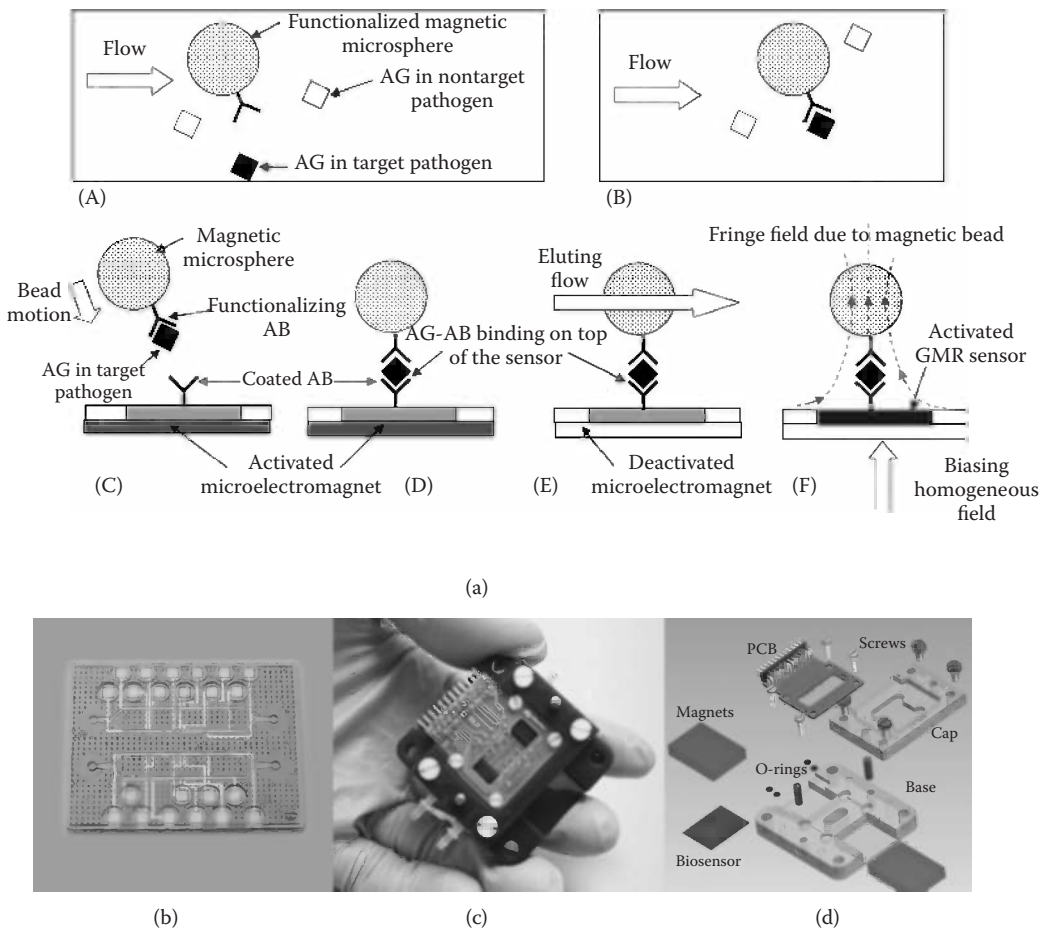 Functionalized magnetic
microsphere
Flow
AG in nontarget
pathogen
AG in target pathogen
(A)
Flow
(B)
Magnetic
microsphere
Bead
motion
Functionalizing
AB
AG in target
pathogen
Coated AB
Activated
microelectromagnet
(C)
(D)
Eluting
flow
AG-AB binding on top
of the sensor
Deactivated
microelectromagnet
(E)
Fringe field due to magnetic bead
Activated
GMR sensor
(F)
Biasing
homogeneous
field
(a)
(b)
(c)
PCB
Screws
Magnets
Cap
O-rings
Base
Biosensor
(d)